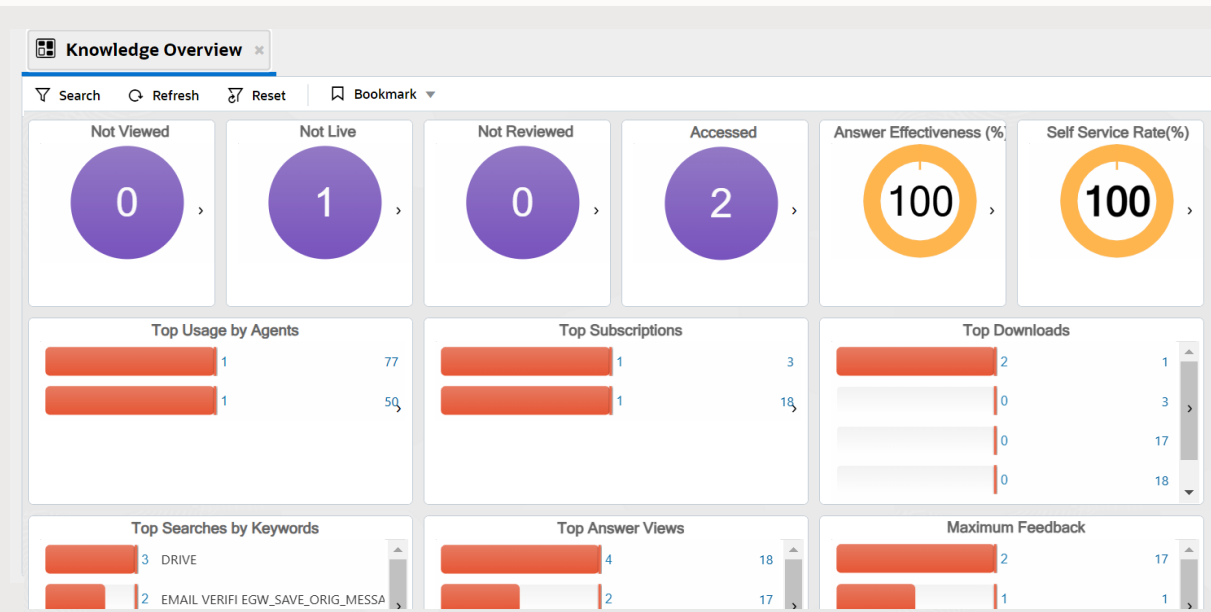 Knowledge Overview
Search Refresh Reset Bookmark
Not Viewed
0
Not Live
1
Not Reviewed
0
Accessed
2
Answer Effectiveness (%)
100
Self Service Rate(%)
100
Top Usage by Agents
1 77
1 50
Top Subscriptions
1 3
1 18
Top Downloads
2 1
0 3
0 17
0 18
Top Searches by Keywords
3 DRIVE
2 EMAIL VERIFI EGW_SAVE_ORIG_MESSA
Top Answer Views
4 18
2 17
Maximum Feedback
2 17
1 1